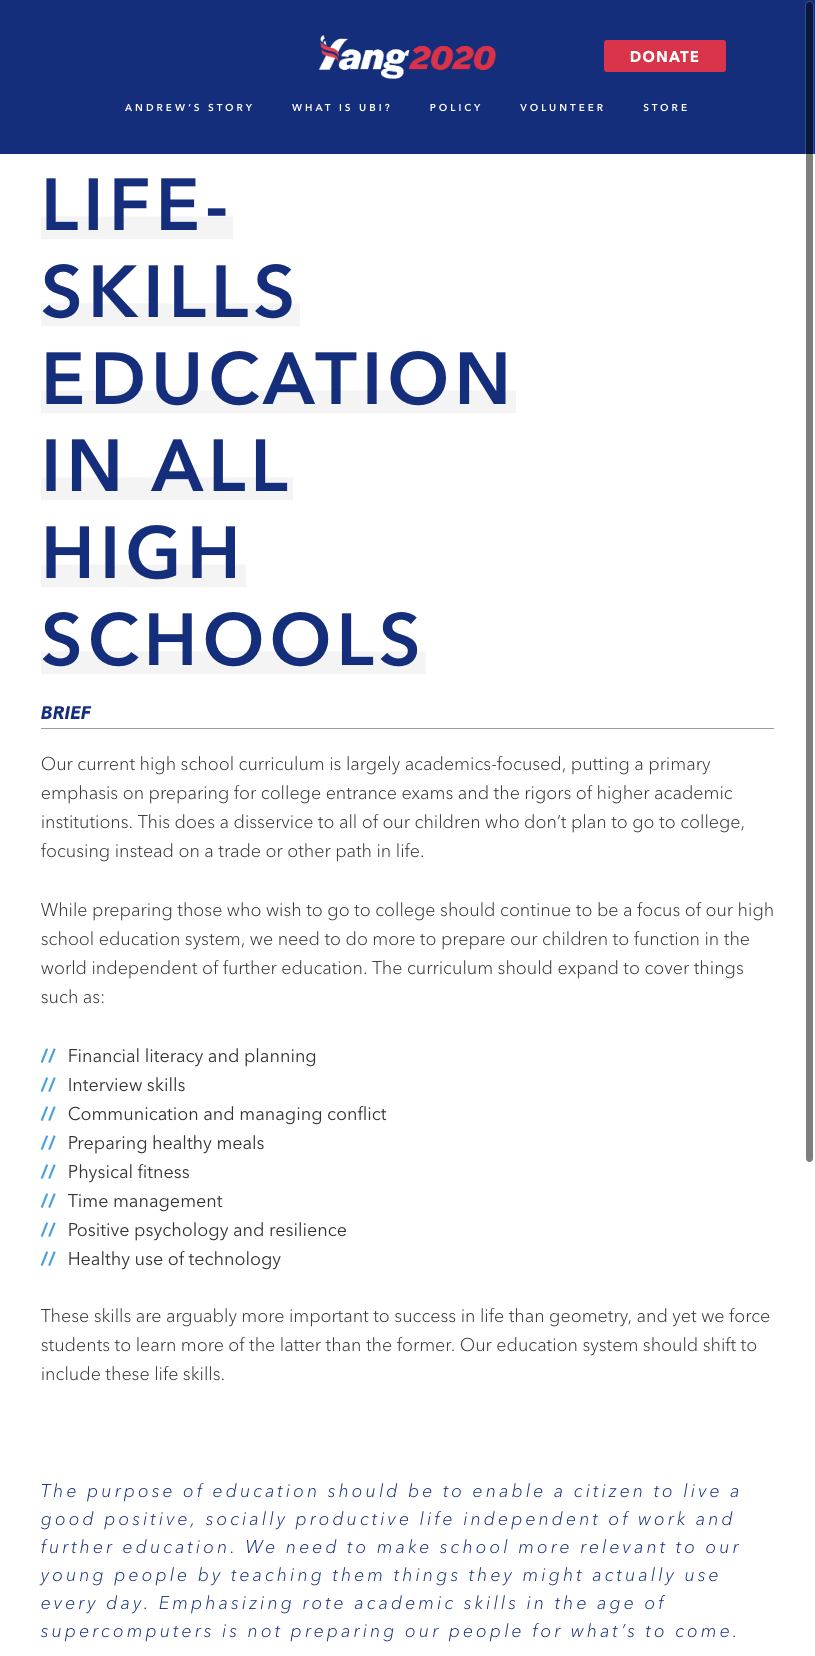 Yang2020
DONATE
ANDREW'S STORY WHAT IS UBI? POLICY VOLUNTEER STORE
LIFE-
SKILLS
EDUCATION
IN ALL
HIGH
SCHOOLS
BRIEF
Our current high school curriculum is largely academics-focused, putting a primary
emphasis on preparing for college entrance exams and the rigors of higher academic
institutions. This does a disservice to all of our children who don’t plan to go to college,
focusing instead on a trade or other path in life.
While preparing those who wish to go to college should continue to be a focus of our high
school education system, we need to do more to prepare our children to function in the
world independent of further education. The curriculum should expand to cover things
such as:
// Financial literacy and planning
// Interview skills
// Communication and managing conflict
// Preparing healthy meals
// Physical fitness
// Time management
// Positive psychology and resilience
// Healthy use of technology
These skills are arguably more important to success in life than geometry, and yet we force
students to learn more of the latter than the former. Our education system should shift to
include these life skills.
The purpose of education should be to enable a citizen to live a
good positive, socially productive life independent of work and
further education. We need to make school more relevant to our
young people by teaching them things they might actually use
every day. Emphasizing rote academic skills in the age of
supercomputers is not preparing our people for what’s to come.